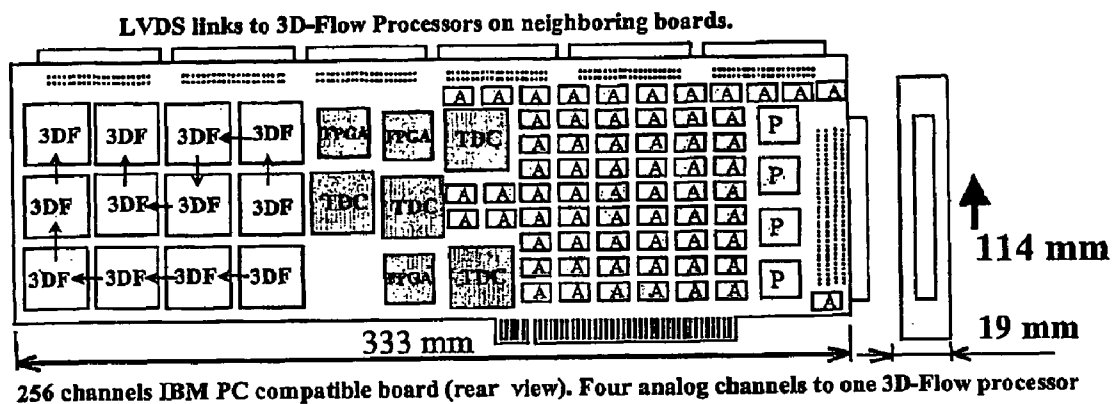 LVDS links to 3D-Flow Processors on neighboring boards.
A A A A A A A A A A A
A A A A A A P
3DF 3DF 3DF 3DF FPGA FPGA TDC
A A A A A A
A A A A A A P
A A A A A A A A
3DF 3DF 3DF 3DF TDC TDC
A A A A A A A A P
A A A A A A
114 mm
A A A A A A P
3DF 3DF 3DF 3DF FPGA TDC
A A A A A A A
19 mm
333 mm
256 channels IBM PC compatible board (rear view). Four analog channels to one 3D-Flow processor